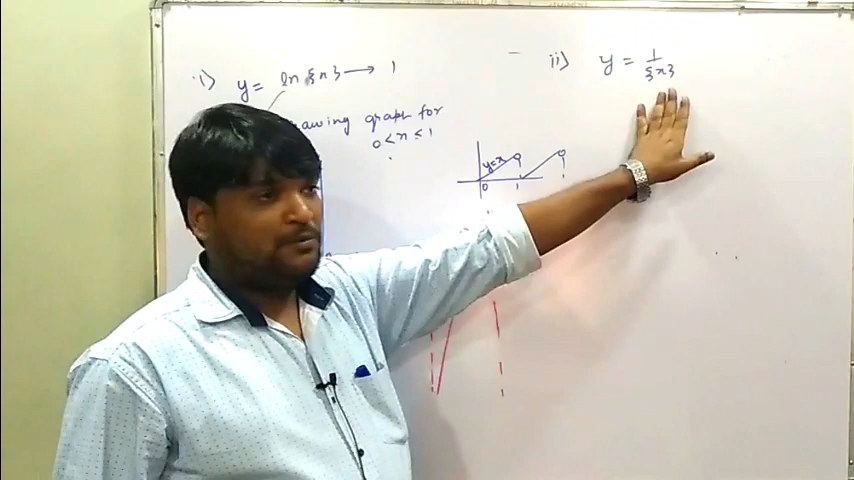 i) y = ln {x} → 1
drawing graph for
0 < x ≤ 1
ii) y = 1/{x}
y=x
0 1